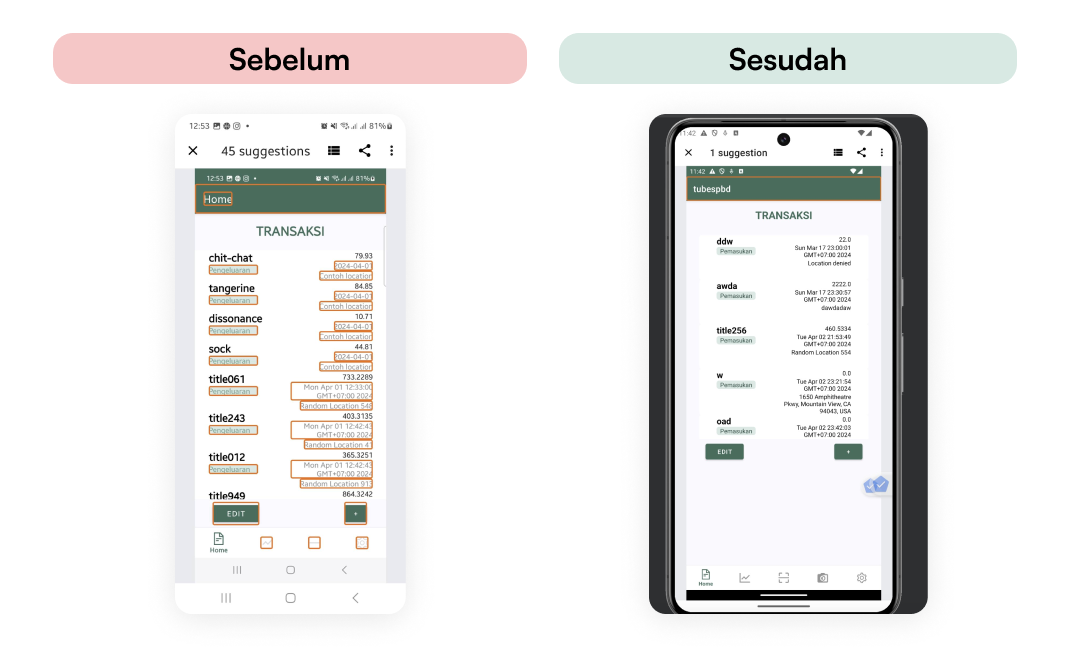 Sebelum
12:53 81%
45 suggestions
12:53 81%
Home
TRANSAKSI
chit-chat 79.93
Pengeluaran 2024-04-01
Contoh location
tangerine 84.85
Pengeluaran 2024-04-01
Contoh location
dissonance 10.71
Pengeluaran 2024-04-01
Contoh location
sock 44.81
Pengeluaran 2024-04-01
Contoh location
title061 733.2289
Pengeluaran Mon Apr 01 12:33:00
GMT+07:00 2024
Random Location 548
title243 403.3135
Pengeluaran Mon Apr 01 12:42:43
GMT+07:00 2024
Random Location 41
title012 365.3251
Pengeluaran Mon Apr 01 12:42:43
GMT+07:00 2024
Random Location 913
title949 864.3242
EDIT +
Home
Sesudah
11:42
1 suggestion
11:42
tubespbd
TRANSAKSI
ddw 22.0
Pemasukan Sun Mar 17 23:00:01
GMT+07:00 2024
Location denied
awda 2222.0
Pemasukan Sun Mar 17 23:30:57
GMT+07:00 2024
dawdadaw
title256 460.5334
Pemasukan Tue Apr 02 21:53:49
GMT+07:00 2024
Random Location 554
w 0.0
Pemasukan Tue Apr 02 23:21:54
GMT+07:00 2024
1650 Amphitheatre
Pkwy, Mountain View, CA
94043, USA
oad 0.0
Pemasukan Tue Apr 02 23:42:03
GMT+07:00 2024
EDIT +
Home